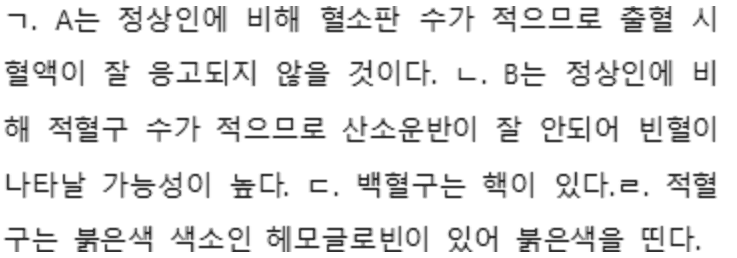 ㄱ. A는 정상인에 비해 혈소판 수가 적으므로 출혈 시
혈액이 잘 응고되지 않을 것이다. ㄴ. B는 정상인에 비
해 적혈구 수가 적으므로 산소운반이 잘 안되어 빈혈이
나타날 가능성이 높다. ㄷ. 백혈구는 핵이 있다.ㄹ. 적혈
구는 붉은색 색소인 헤모글로빈이 있어 붉은색을 띤다.